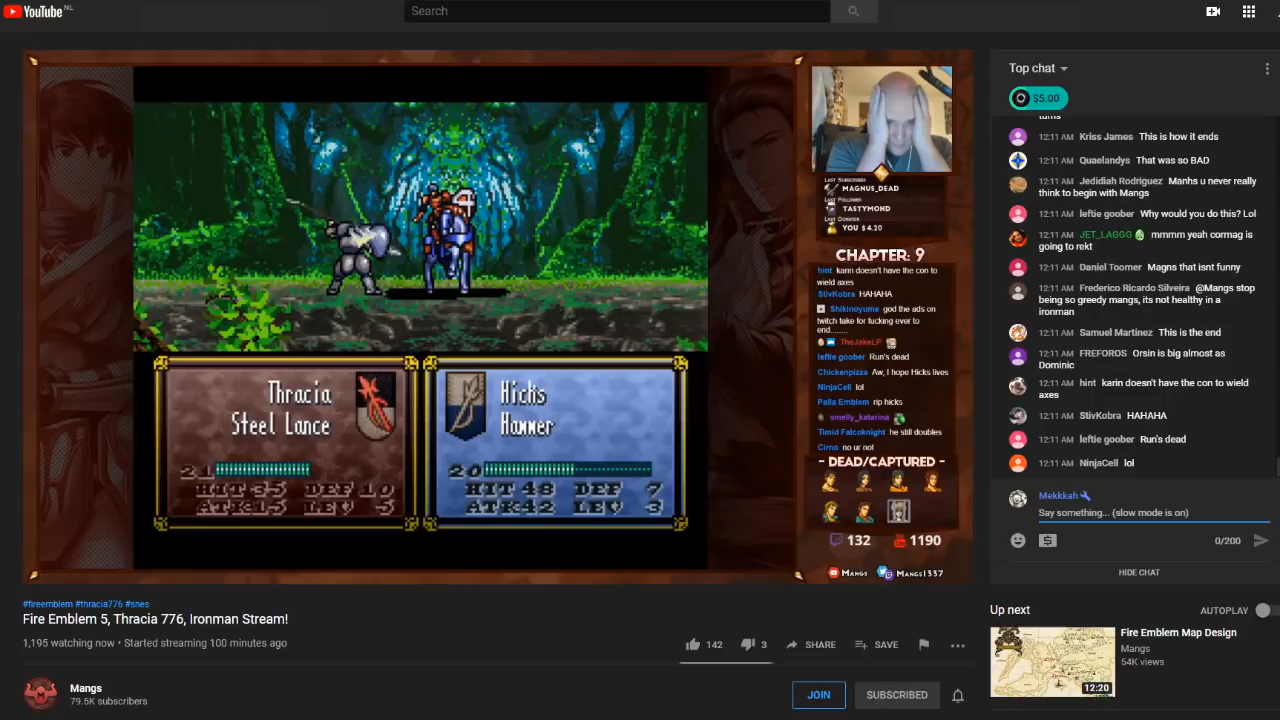 YouTube NL
Search
Thracia
Steel Lance
21
HIT 35 DEF 10
ATK 15 LEV 5
Hicks
Hammer
20
HIT 48 DEF 7
ATK 42 LEV 3
LAST SUBSCRIBER
MAGNUS_DEAD
LAST FOLLOWER
TASTYMOND
LAST DONATOR
YOU $4.20
CHAPTER: 9
hint karin doesn't have the con to
wield axes
StivKobra HAHAHA
Shikinoyume god the ads on
twitch take for fucking ever to
end........
TheJakeLP
leftie goober Run's dead
Chickenpizza Aw, I hope Hicks lives
NinjaCell lol
Palla Emblem rip hicks
smelly_katarina
Timid Falcoknight he still doubles
Cirno no ur not
- DEAD/CAPTURED -
132 1190
MANGS MANGS1337
#fireemblem #thracia776 #snes
Fire Emblem 5, Thracia 776, Ironman Stream!
1,195 watching now • Started streaming 100 minutes ago
142 3 SHARE SAVE
Mangs
79.5K subscribers
JOIN SUBSCRIBED
Top chat
$5.00
turns
12:11 AM Kriss James This is how it ends
12:11 AM Quaelandys That was so BAD
12:11 AM Jedidiah Rodriguez Manhs u never really
think to begin with Mangs
12:11 AM leftie goober Why would you do this? Lol
12:11 AM JET_LAGGG mmmm yeah cormag is
going to rekt
12:11 AM Daniel Toomer Magns that isnt funny
12:11 AM Frederico Ricardo Silveira @Mangs stop
being so greedy mangs, its not healthy in a
ironman
12:11 AM Samuel Martinez This is the end
12:11 AM FREFOROS Orsin is big almost as
Dominic
12:11 AM hint karin doesn't have the con to wield
axes
12:11 AM StivKobra HAHAHA
12:11 AM leftie goober Run's dead
12:11 AM NinjaCell lol
Mekkkah
Say something... (slow mode is on)
0/200
HIDE CHAT
Up next
AUTOPLAY
Fire Emblem Map Design
Mangs
54K views
12:20